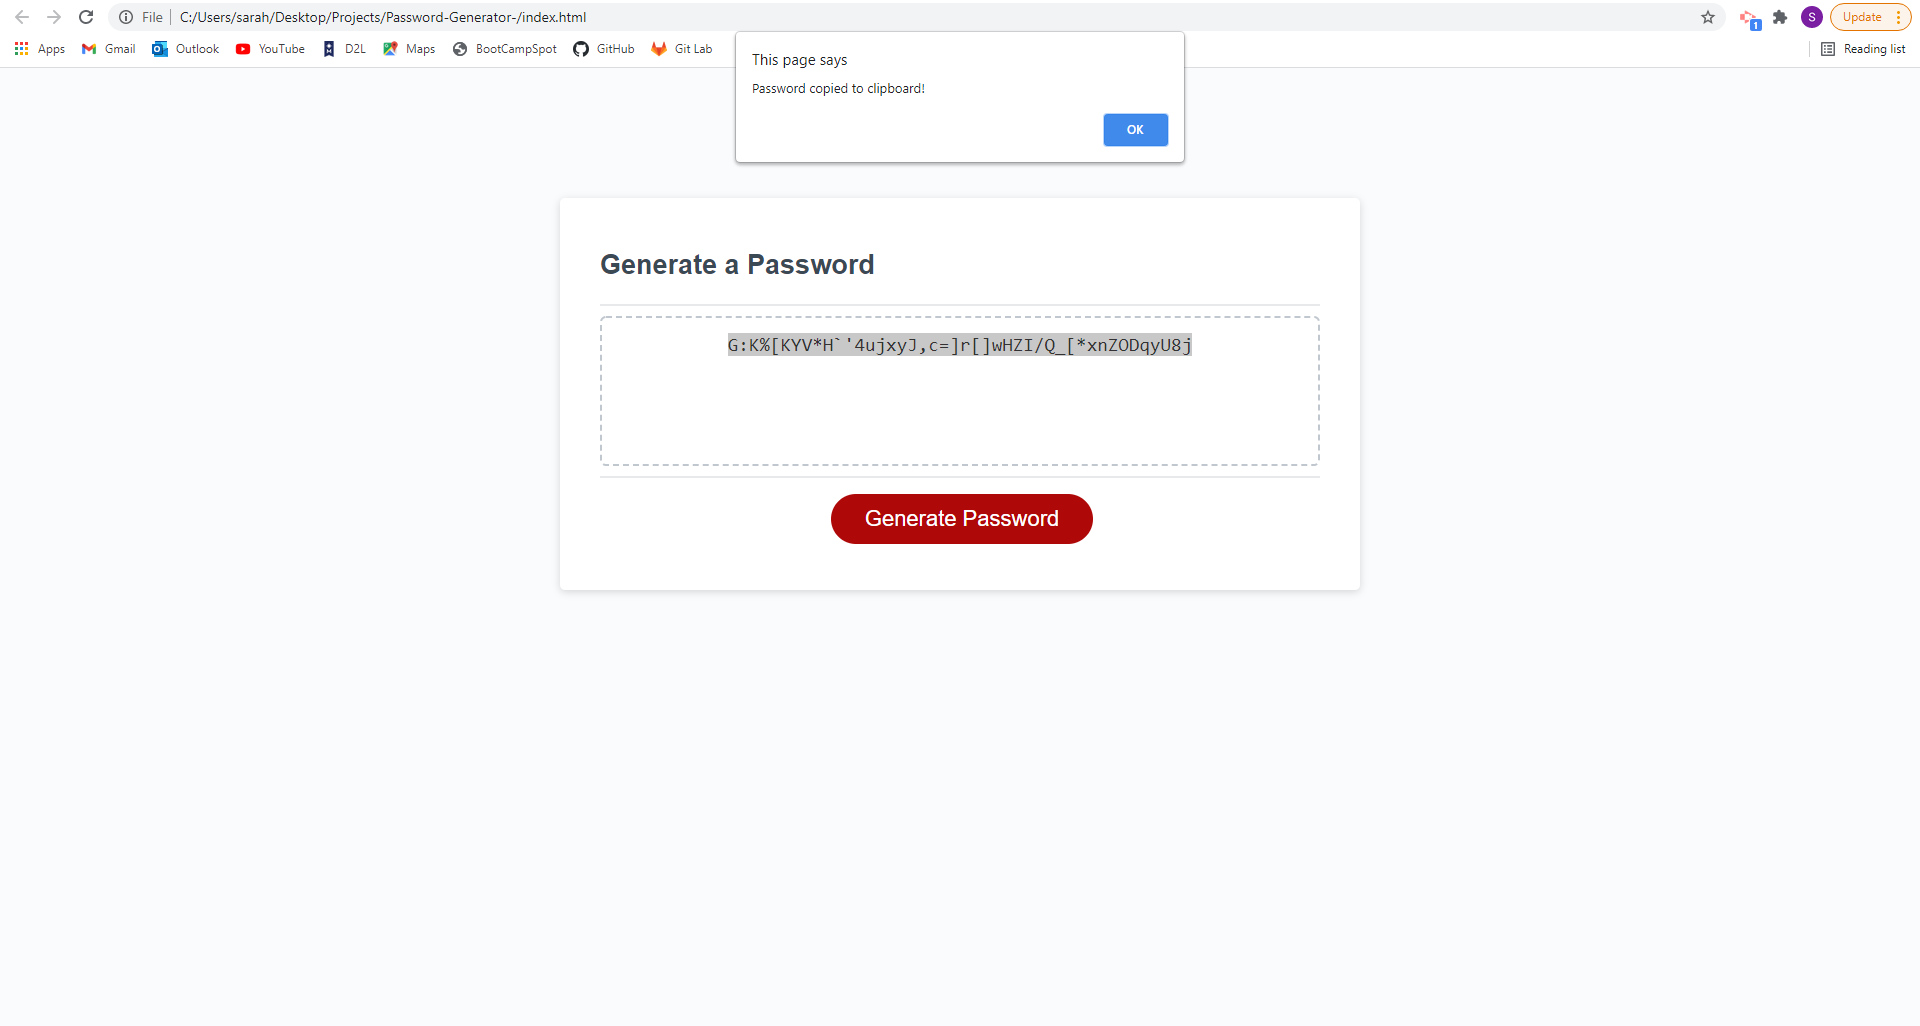 File C:/Users/sarah/Desktop/Projects/Password-Generator-/index.html
1
S
Update
Apps Gmail Outlook YouTube D2L Maps BootCampSpot GitHub Git Lab Reading list
This page says
Password copied to clipboard!
OK
Generate a Password
G:K%[KYV*H`'4ujxyJ,c=]r[]wHZI/Q_[*xnZODqyU8j
Generate Password